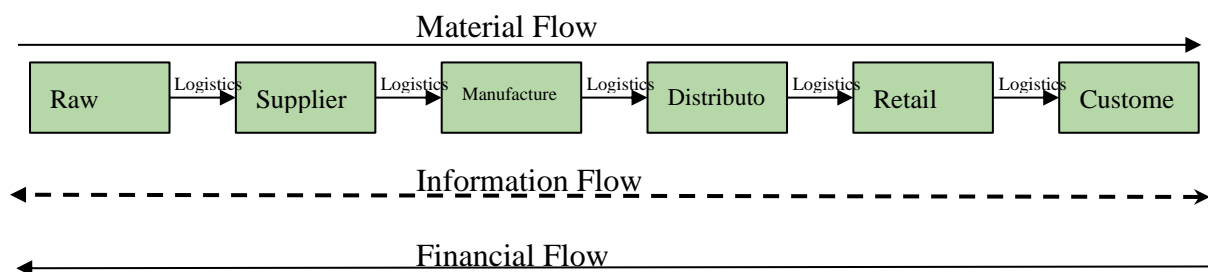 Material Flow
Logistics Logistics Logistics Logistics Logistics
Raw Supplier Manufacture Distributo Retail Custome
Information Flow
Financial Flow